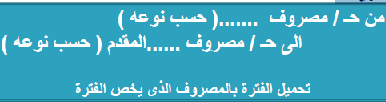 من حـ / مصروف .......( حسب نوعه )
الى حـ / مصروف ......المقدم ( حسب نوعه )
تحميل الفترة بالمصروف الذى يخص الفترة